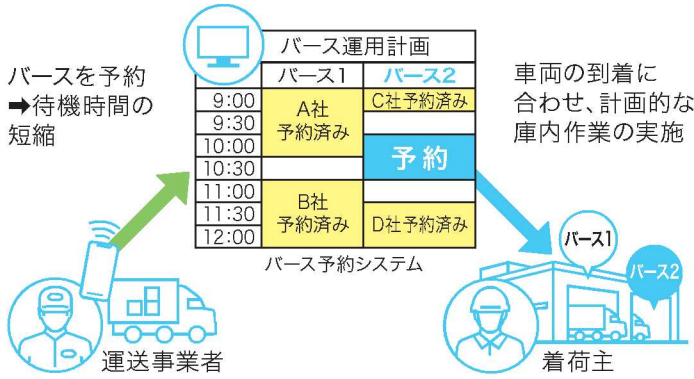 バース運用計画
バース1 バース2
バースを予約
➡待機時間の
短縮
9:00
9:30
10:00
10:30
11:00
11:30
12:00
A社
予約済み
B社
予約済み
C社予約済み
予約
D社予約済み
バース予約システム
車両の到着に
合わせ、計画的な
庫内作業の実施
バース1
バース2
運送事業者
着荷主